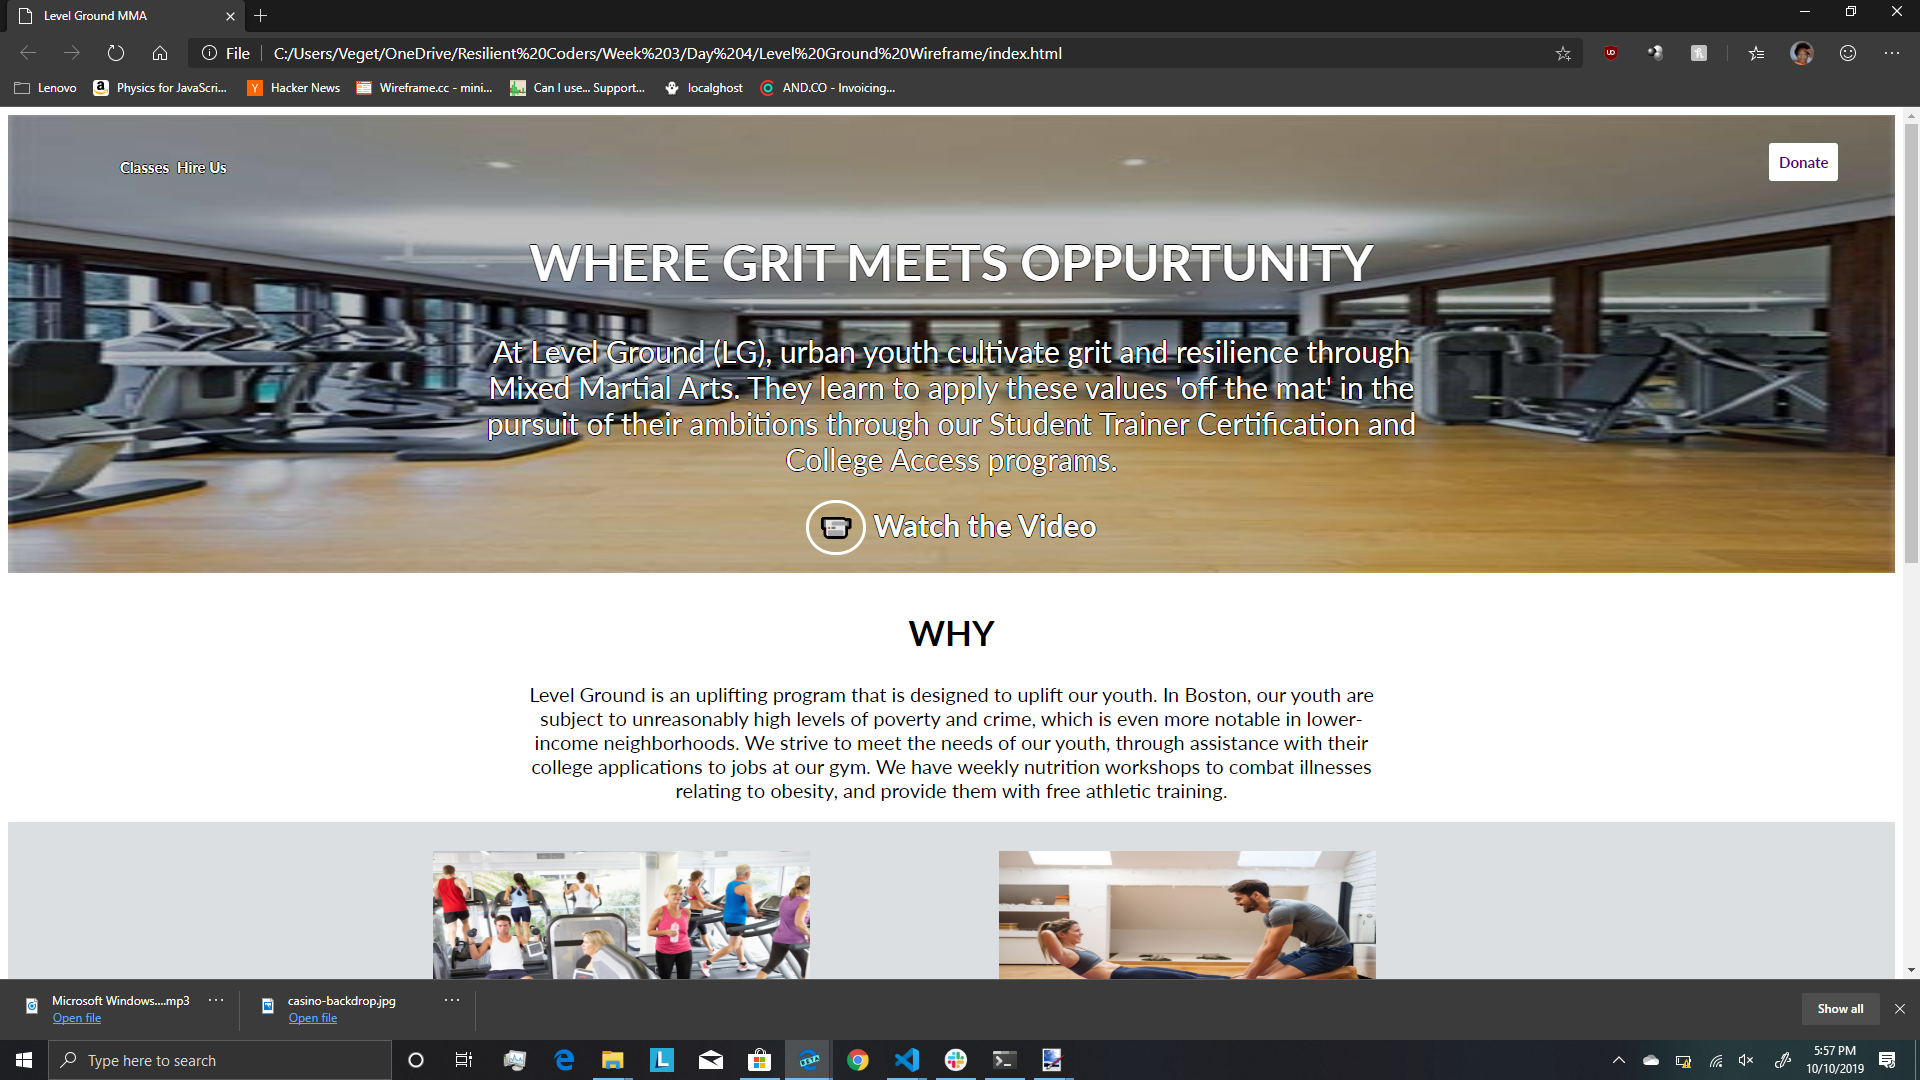 Level Ground MMA
File
C:/Users/Veget/OneDrive/Resilient%20Coders/Week%203/Day%204/Level%20Ground%20Wireframe/index.html
Lenovo
Physics for JavaScri...
Hacker News
Wireframe.cc - mini...
Can I use... Support...
localghost
AND.CO - Invoicing...
Classes Hire Us
Donate
WHERE GRIT MEETS OPPURTUNITY
At Level Ground (LG), urban youth cultivate grit and resilience through
Mixed Martial Arts. They learn to apply these values 'off the mat' in the
pursuit of their ambitions through our Student Trainer Certification and
College Access programs.
Watch the Video
WHY
Level Ground is an uplifting program that is designed to uplift our youth. In Boston, our youth are
subject to unreasonably high levels of poverty and crime, which is even more notable in lower-
income neighborhoods. We strive to meet the needs of our youth, through assistance with their
college applications to jobs at our gym. We have weekly nutrition workshops to combat illnesses
relating to obesity, and provide them with free athletic training.
Microsoft Windows....mp3
Open file
casino-backdrop.jpg
Open file
Show all
Type here to search
L
BETA
5:57 PM
10/10/2019